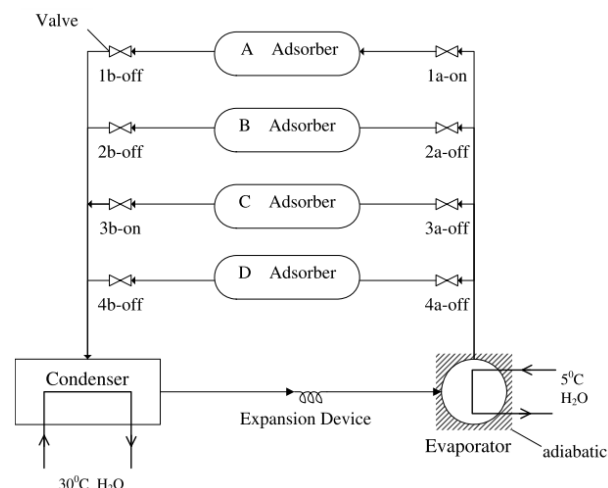 Valve
A Adsorber
1b-off
1a-on
B Adsorber
2b-off
2a-off
C Adsorber
3b-on
3a-off
D Adsorber
4b-off
4a-off
Condenser
5⁰C
H₂O
Expansion Device
Evaporator
adiabatic
30⁰C H₂O